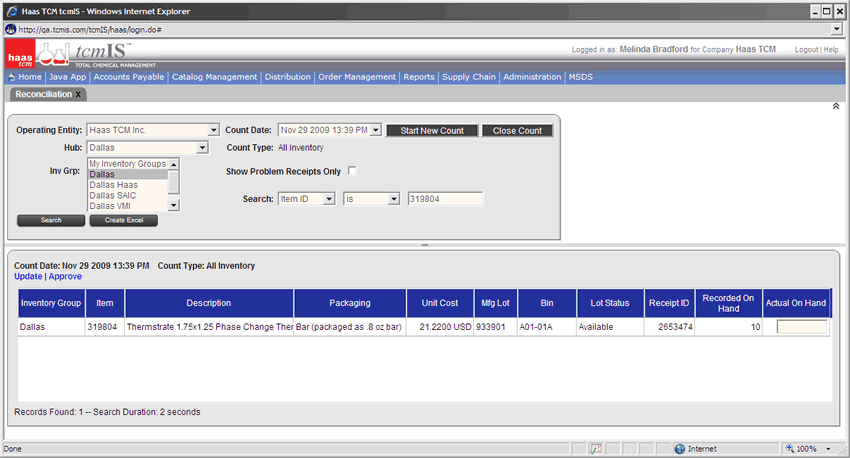 Haas TCM tcmIS - Windows Internet Explorer
http://qa.tcmis.com/tcmIS/haas/login.do#
haas tcm
tcmIS™
TOTAL CHEMICAL MANAGEMENT
Logged in as: Melinda Bradford for Company Haas TCM Logout | Help
Home | Java App | Accounts Payable | Catalog Management | Distribution | Order Management | Reports | Supply Chain | Administration | MSDS
Reconciliation x
Operating Entity: Haas TCM Inc. Count Date: Nov 29 2009 13:39 PM Start New Count Close Count
Hub: Dallas Count Type: All Inventory
Inv Grp: My Inventory Groups
Dallas
Dallas Haas
Dallas SAIC
Dallas VMI
Show Problem Receipts Only
Search: Item ID is 319804
Search Create Excel
Count Date: Nov 29 2009 13:39 PM Count Type: All Inventory
Update | Approve
Inventory Group Item Description Packaging Unit Cost Mfg Lot Bin Lot Status Receipt ID Recorded On Hand Actual On Hand
Dallas 319804 Thermstrate 1.75x1.25 Phase Change Ther Bar (packaged as .8 oz bar) 21.2200 USD 933901 A01-01A Available 2653474 10
Records Found: 1 -- Search Duration: 2 seconds
Done Internet 100%